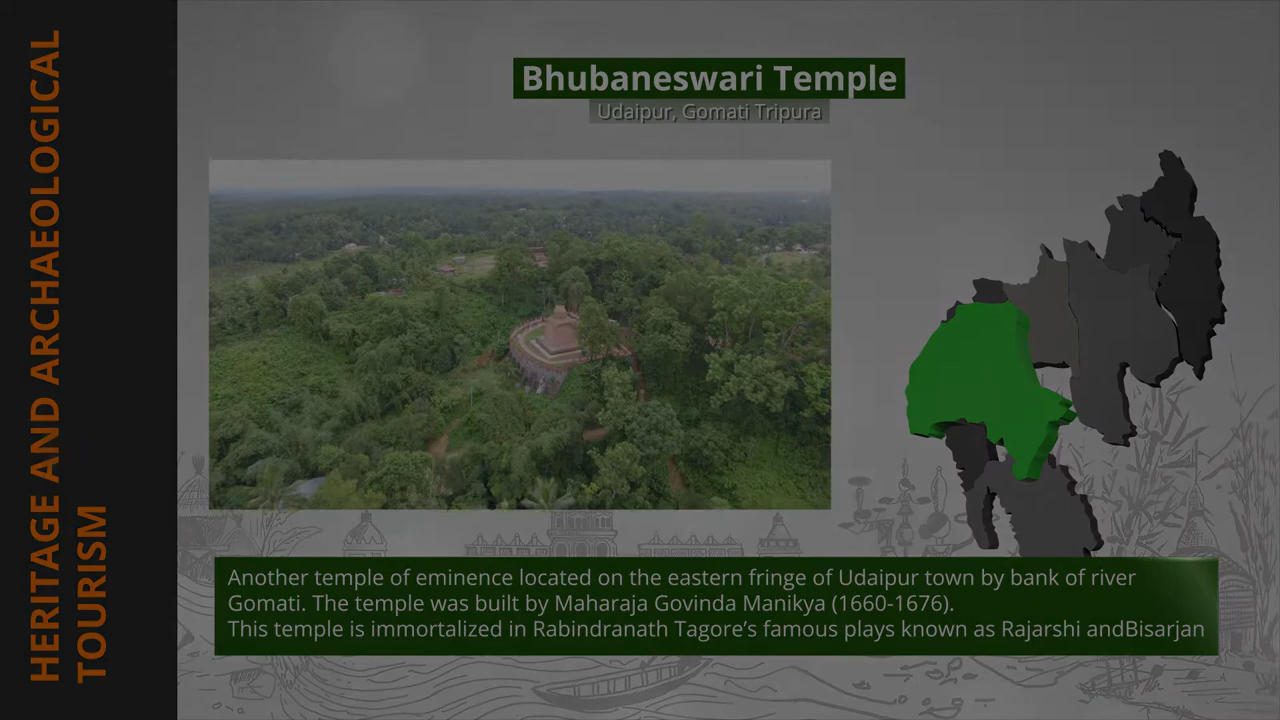 HERITAGE AND ARCHAEOLOGICAL
TOURISM
Bhubaneswari Temple
Udaipur, Gomati Tripura
Another temple of eminence located on the eastern fringe of Udaipur town by bank of river
Gomati. The temple was built by Maharaja Govinda Manikya (1660-1676).
This temple is immortalized in Rabindranath Tagore’s famous plays known as Rajarshi andBisarjan